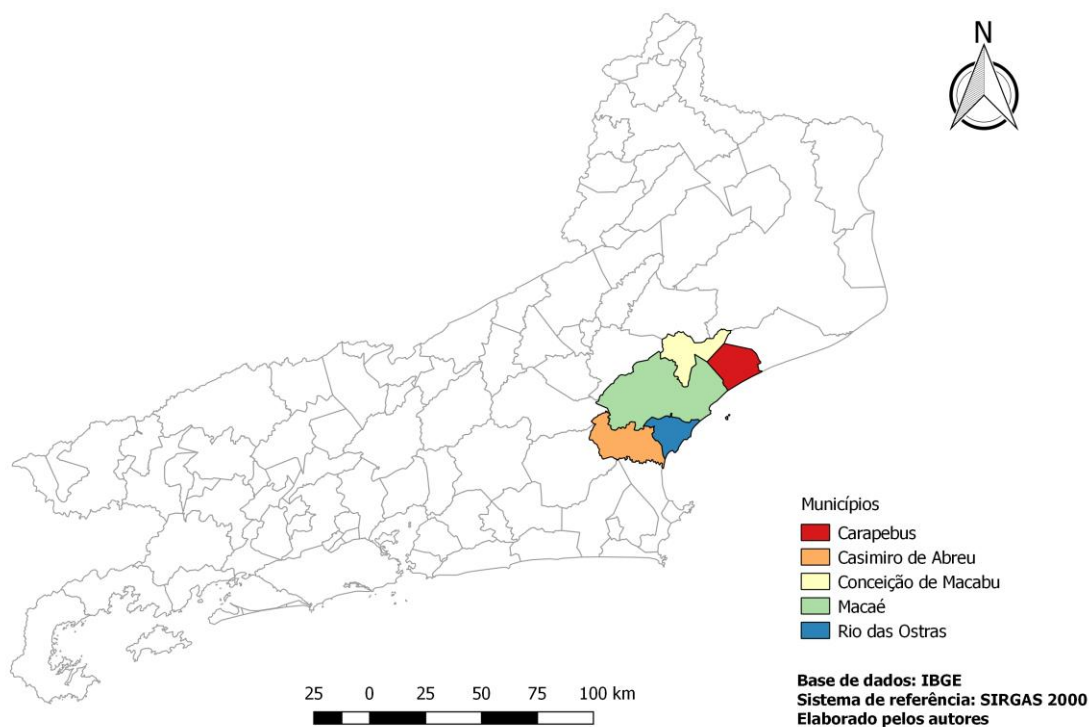 N
Municípios
Carapebus
Casimiro de Abreu
Conceição de Macabu
Macaé
Rio das Ostras
25 0 25 50 75 100 km
Base de dados: IBGE
Sistema de referência: SIRGAS 2000
Elaborado pelos autores